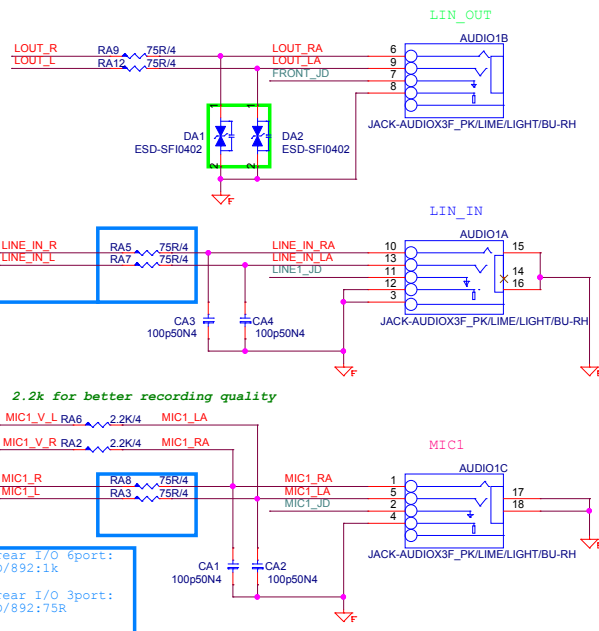 LIN_OUT
AUDIO1B
LOUT_R RA9 75R/4 LOUT_RA 6
LOUT_L RA12 75R/4 LOUT_LA 9
FRONT_JD 7
8
JACK-AUDIOX3F_PK/LIME/LIGHT/BU-RH
1 1
DA1 DA2
ESD-SFI0402 ESD-SFI0402
2 2
F
LIN_IN
AUDIO1A
LINE_IN_R RA5 75R/4 LINE_IN_RA 10 15
LINE_IN_L RA7 75R/4 LINE_IN_LA 13
LINE1_JD 11 14
12 16
3
JACK-AUDIOX3F_PK/LIME/LIGHT/BU-RH
CA3 CA4
100p50N4 100p50N4
F F
2.2k for better recording quality
MIC1_V_L RA6 2.2K/4 MIC1_LA
MIC1_V_R RA2 2.2K/4 MIC1_RA
MIC1
AUDIO1C
MIC1_R RA8 75R/4 MIC1_RA 1
MIC1_L RA3 75R/4 MIC1_LA 5 17
MIC1_JD 2 18
4
F
JACK-AUDIOX3F_PK/LIME/LIGHT/BU-RH
rear I/O 6port:
/892:1k
CA1 CA2
100p50N4 100p50N4
rear I/O 3port:
/892:75R
F